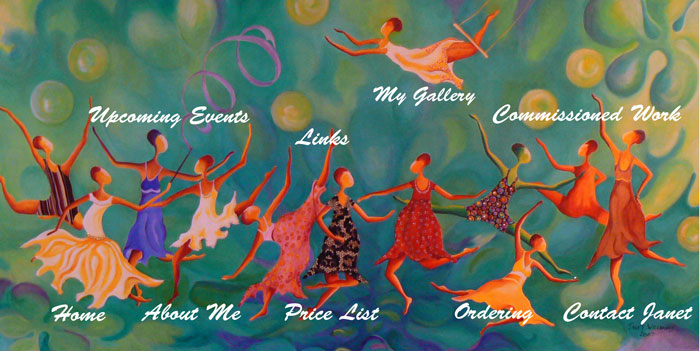 My Gallery
Upcoming Events
Commissioned Work
Links
Home
About Me
Price List
Ordering
Contact Janet